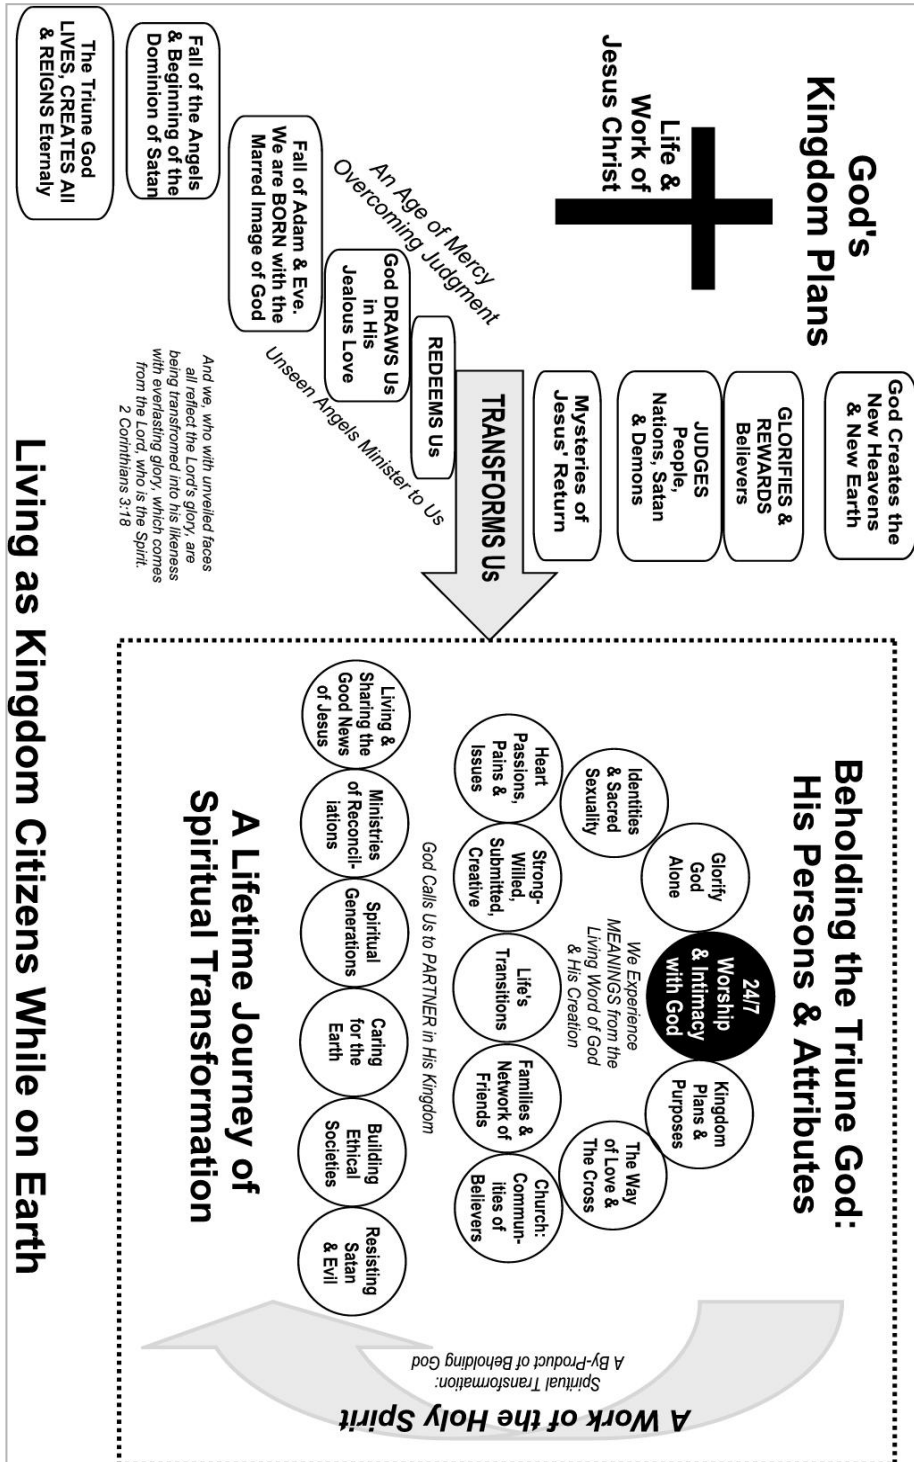 God's
Kingdom Plans
Life &
Work of
Jesus Christ
The Triune God
LIVES, CREATES All
& REIGNS Eternaly
Fall of the Angels
& Beginning of the
Dominion of Satan
Fall of Adam & Eve.
We are BORN with the
Marred Image of God
An Age of Mercy
Overcoming Judgment
God DRAWS Us
in His
Jealous Love
REDEEMS Us
Unseen Angels Minister to Us
TRANSFORMS Us
Mysteries of
Jesus' Return
JUDGES
People,
Nations, Satan
& Demons
GLORIFIES &
REWARDS
Believers
God Creates the
New Heavens
& New Earth
And we, who with unveiled faces
all reflect the Lord's glory, are
being transfromed into his likeness
with everlasting glory, which comes
from the Lord, who is the Spirit.
2 Corinthians 3:18
Beholding the Triune God:
His Persons & Attributes
24/7
Worship
& Intimacy
with God
Glorify
God
Alone
Kingdom
Plans &
Purposes
Identities
& Sacred
Sexuality
We Experience
MEANINGS from the
Living Word of God
& His Creation
The Way
of Love &
The Cross
Heart
Passions,
Pains &
Issues
Strong-
Willed,
Submitted,
Creative
Life's
Transitions
Families &
Network of
Friends
Church:
Commun-
ities of
Believers
God Calls Us to PARTNER in His Kingdom
Living &
Sharing the
Good News
of Jesus
Ministries
of Reconcil-
iations
Spiritual
Generations
Caring
for the
Earth
Building
Ethical
Societies
Resisting
Satan
& Evil
A Lifetime Journey of
Spiritual Transformation
A Work of the Holy Spirit
Spiritual Transformation:
A By-Product of Beholding God
Living as Kingdom Citizens While on Earth